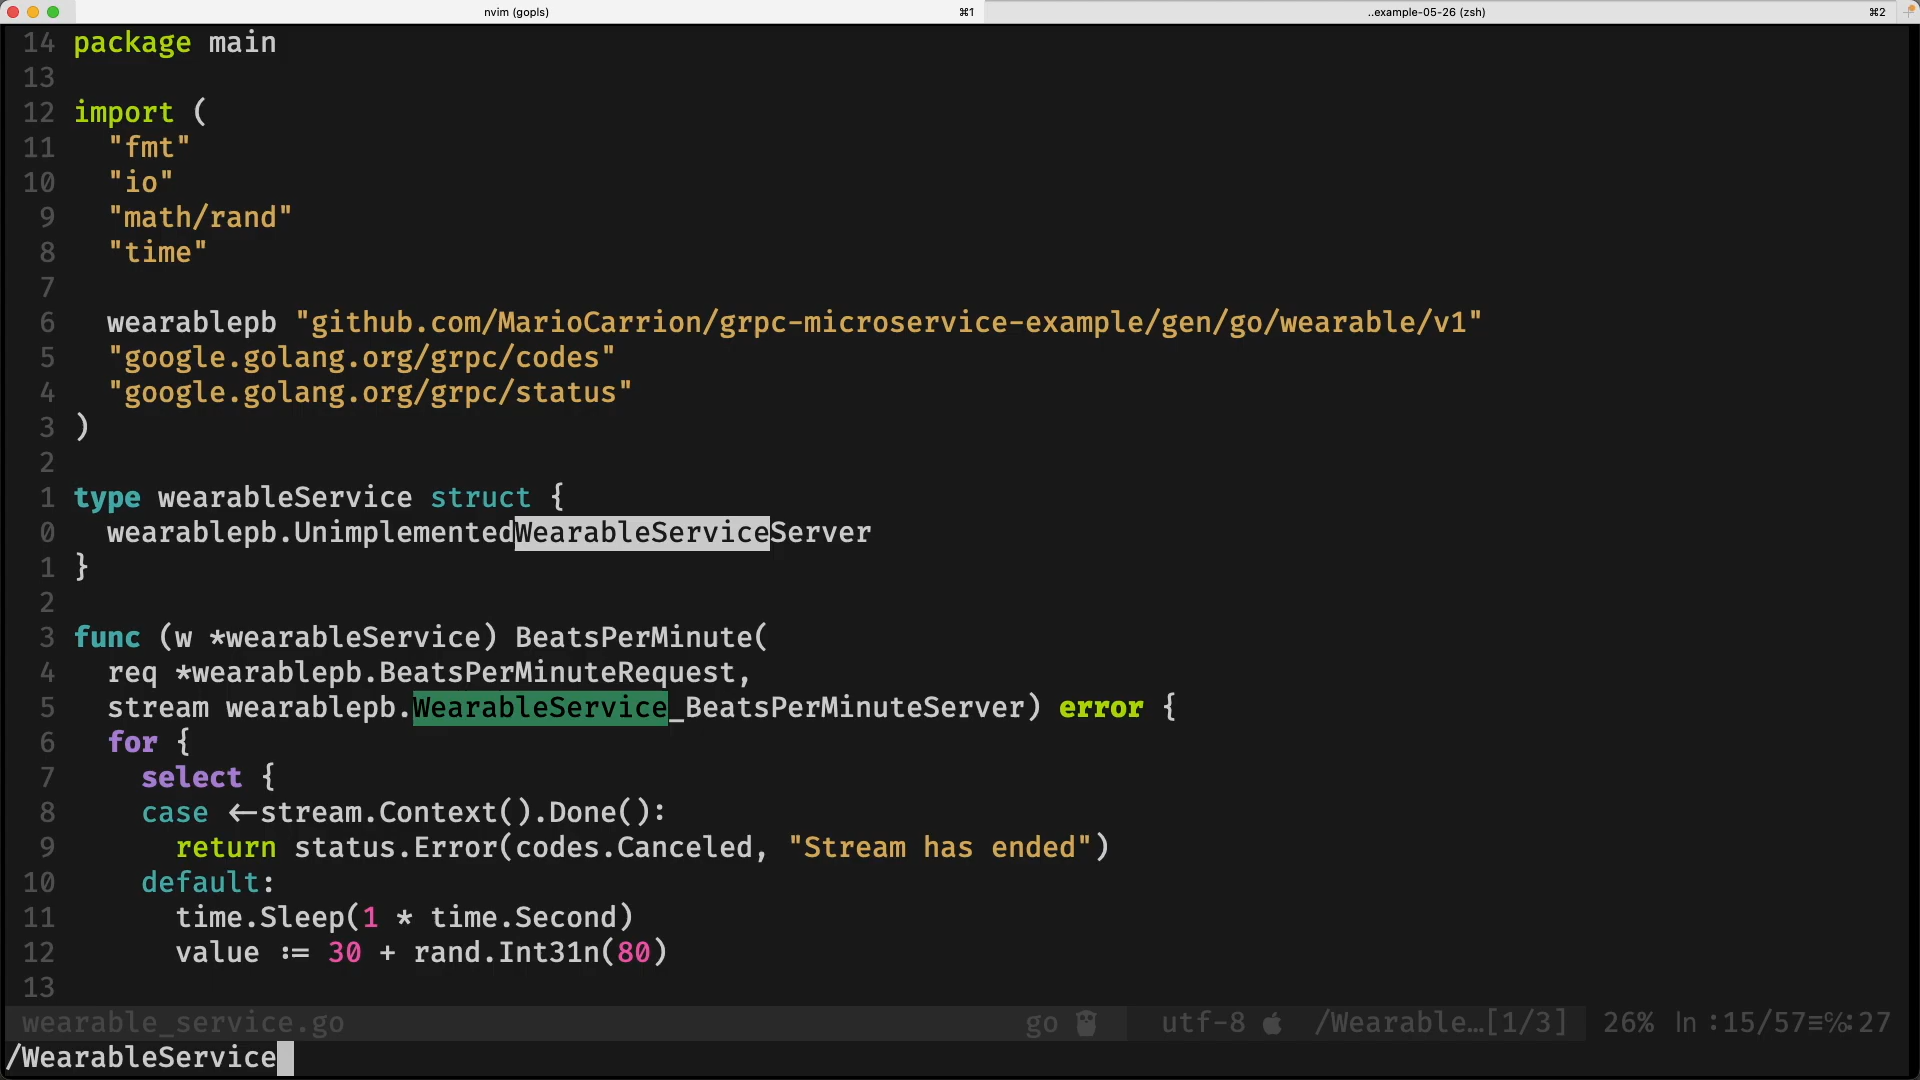 nvim (gopls) ⌘1 ..example-05-26 (zsh) ⌘2
14 package main
13
12 import (
11 "fmt"
10 "io"
9 "math/rand"
8 "time"
7
6 wearablepb "github.com/MarioCarrion/grpc-microservice-example/gen/go/wearable/v1"
5 "google.golang.org/grpc/codes"
4 "google.golang.org/grpc/status"
3 )
2
1 type wearableService struct {
0 wearablepb.UnimplementedWearableServiceServer
1 }
2
3 func (w *wearableService) BeatsPerMinute(
4 req *wearablepb.BeatsPerMinuteRequest,
5 stream wearablepb.WearableService_BeatsPerMinuteServer) error {
6 for {
7 select {
8 case <-stream.Context().Done():
9 return status.Error(codes.Canceled, "Stream has ended")
10 default:
11 time.Sleep(1 * time.Second)
12 value := 30 + rand.Int31n(80)
13
wearable_service.go go utf-8 /Wearable…[1/3] 26% ln :15/57≡℅:27
/WearableService